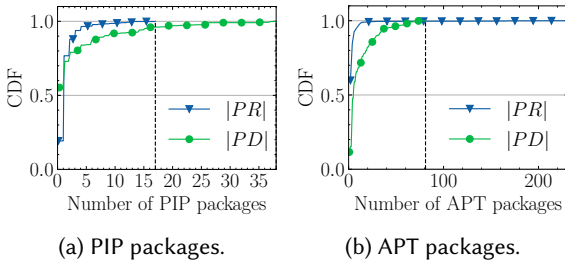 1.0
CDF
0.5
0.0
|PR|
|PD|
0 5 10 15 20 25 30 35
Number of PIP packages
(a) PIP packages.
1.0
CDF
0.5
0.0
|PR|
|PD|
0 100 200
Number of APT packages
(b) APT packages.